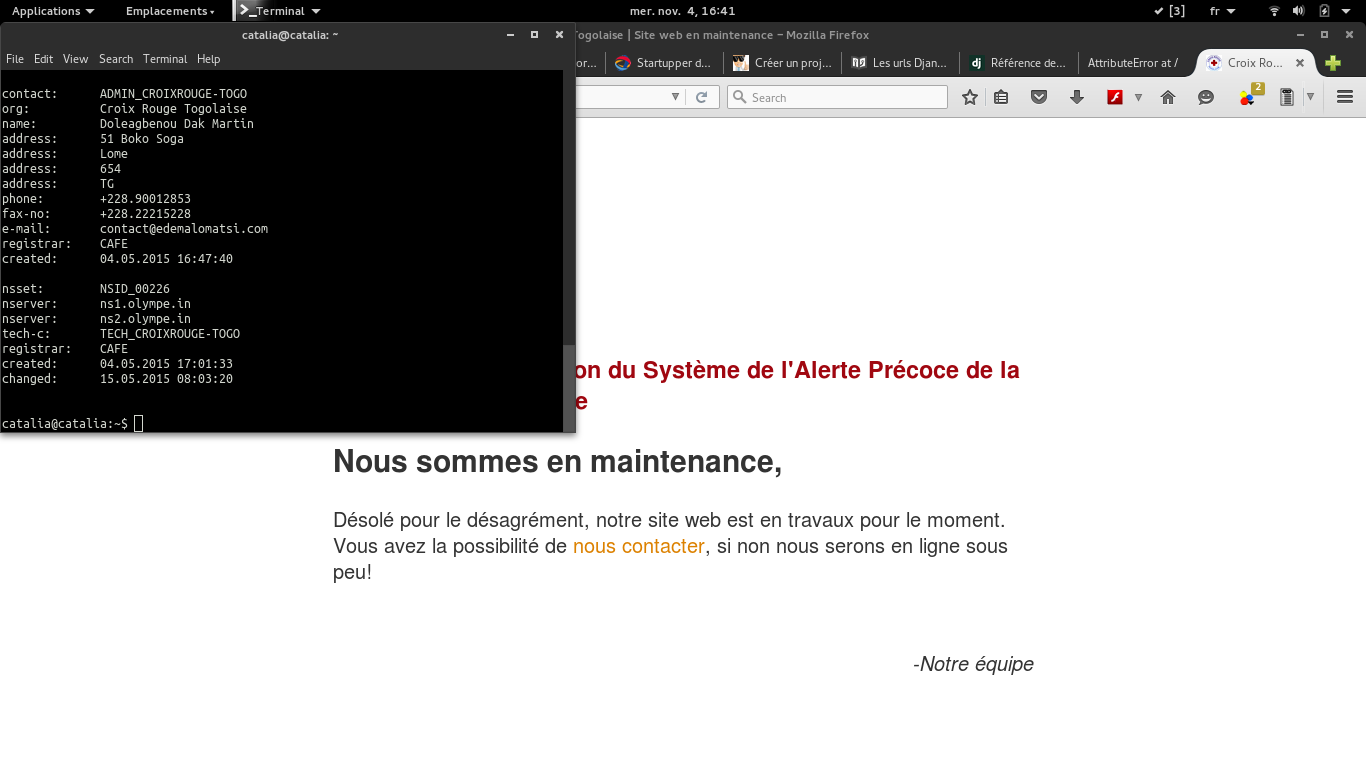 Applications Emplacements Terminal mer. nov. 4, 16:41 [3] fr
catalia@catalia: ~
Togolaise | Site web en maintenance – Mozilla Firefox
File Edit View Search Terminal Help
or... Startupper d... Créer un proj... Les urls Djan... Référence de... AttributeError at / Croix Ro...
Search
2
contact: ADMIN_CROIXROUGE-TOGO
org: Croix Rouge Togolaise
name: Doleagbenou Dak Martin
address: 51 Boko Soga
address: Lome
address: 654
address: TG
phone: +228.90012853
fax-no: +228.22215228
e-mail: contact@edemalomatsi.com
registrar: CAFE
created: 04.05.2015 16:47:40
nsset: NSID_00226
nserver: ns1.olympe.in
nserver: ns2.olympe.in
tech-c: TECH_CROIXROUGE-TOGO
registrar: CAFE
created: 04.05.2015 17:01:33
changed: 15.05.2015 08:03:20
catalia@catalia:~$
on du Système de l'Alerte Précoce de la
e
Nous sommes en maintenance,
Désolé pour le désagrément, notre site web est en travaux pour le moment.
Vous avez la possibilité de nous contacter, si non nous serons en ligne sous
peu!
-Notre équipe